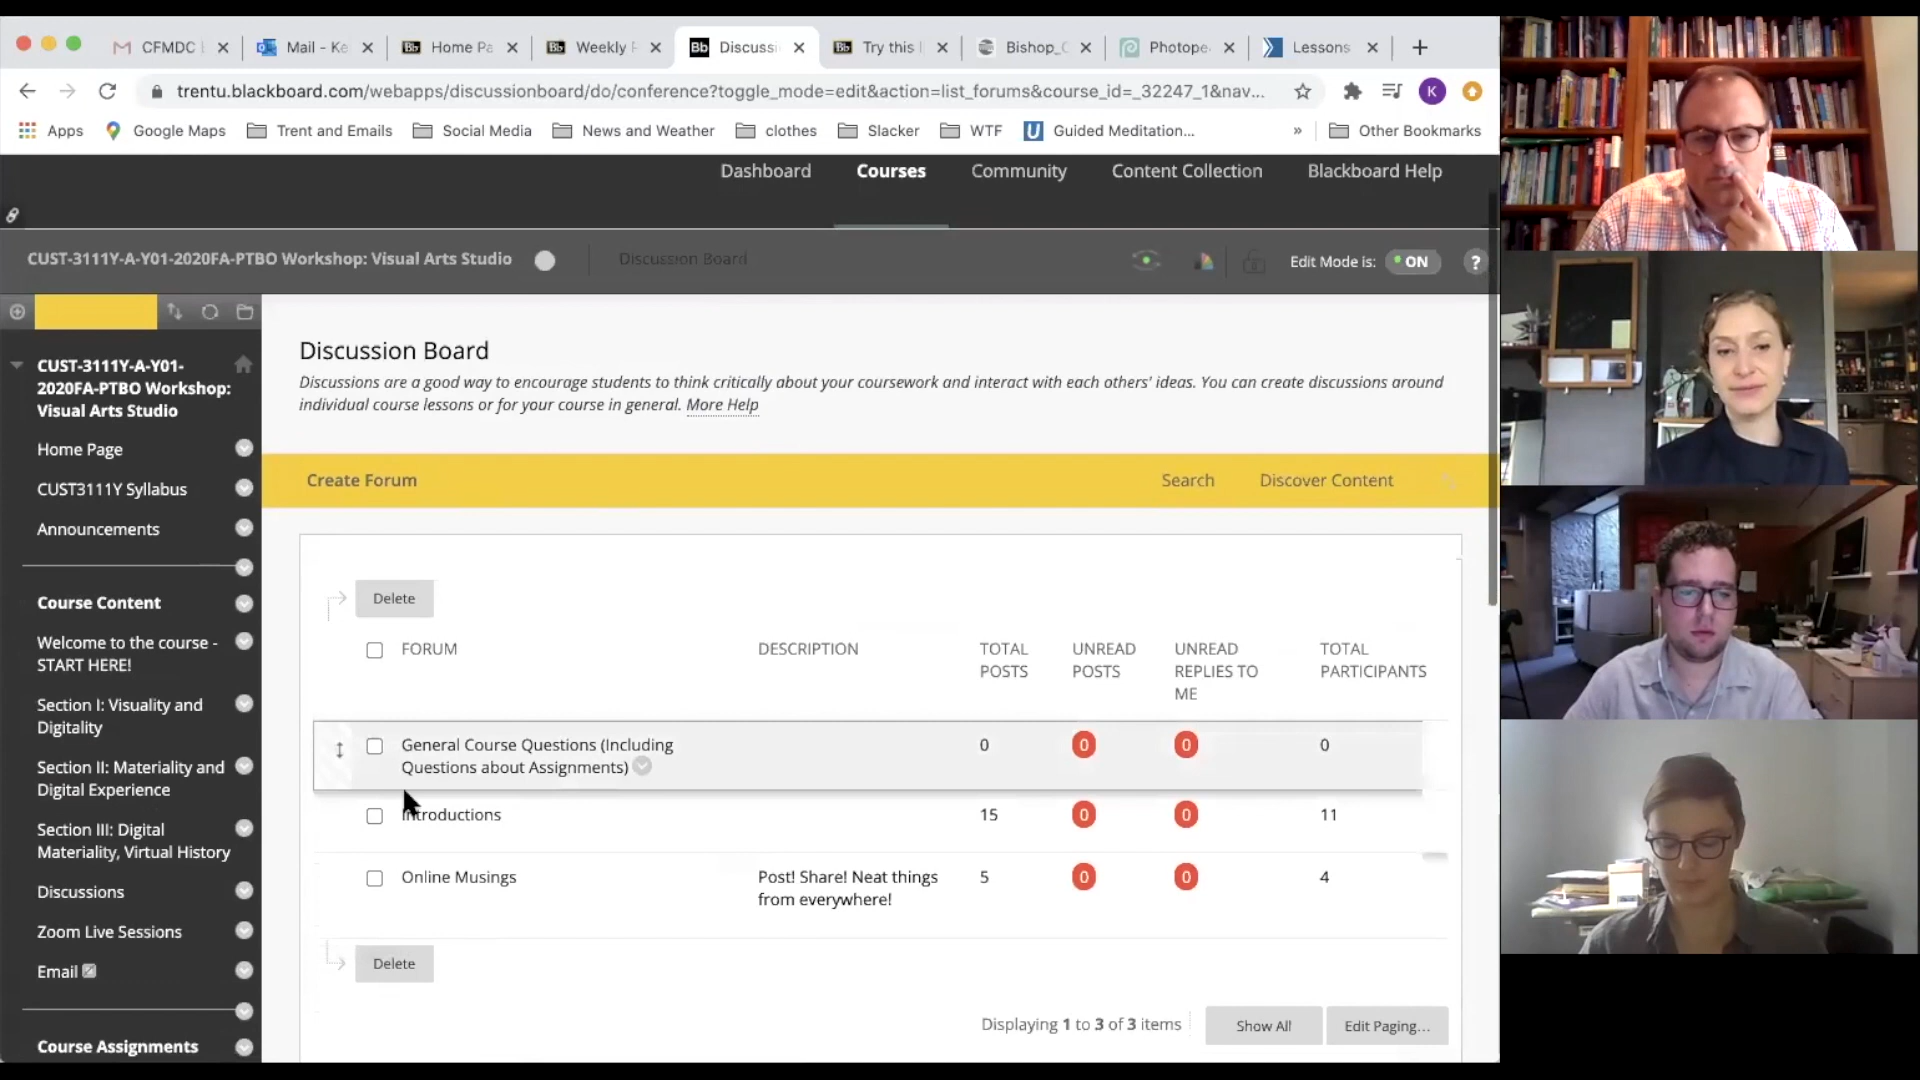 CFMDC
Mail - Ke
Home Pa
Weekly
Discussi
Try this
Bishop_
Photope
Lessons
trentu.blackboard.com/webapps/discussionboard/do/conference?toggle_mode=edit&action=list_forums&course_id=_32247_1&nav...
K
Apps
Google Maps
Trent and Emails
Social Media
News and Weather
clothes
Slacker
WTF
Guided Meditation...
»
Other Bookmarks
Dashboard
Courses
Community
Content Collection
Blackboard Help
CUST-3111Y-A-Y01-2020FA-PTBO Workshop: Visual Arts Studio
Discussion Board
Edit Mode is:
ON
?
CUST-3111Y-A-Y01-
2020FA-PTBO Workshop:
Visual Arts Studio
Home Page
CUST3111Y Syllabus
Announcements
Course Content
Welcome to the course -
START HERE!
Section I: Visuality and
Digitality
Section II: Materiality and
Digital Experience
Section III: Digital
Materiality, Virtual History
Discussions
Zoom Live Sessions
Email
Course Assignments
Discussion Board
Discussions are a good way to encourage students to think critically about your coursework and interact with each others' ideas. You can create discussions around
individual course lessons or for your course in general. More Help
Create Forum
Search
Discover Content
Delete
FORUM
DESCRIPTION
TOTAL
POSTS
UNREAD
POSTS
UNREAD
REPLIES TO
ME
TOTAL
PARTICIPANTS
General Course Questions (Including
Questions about Assignments)
0
0
0
0
Introductions
15
0
0
11
Online Musings
Post! Share! Neat things
from everywhere!
5
0
0
4
Delete
Displaying 1 to 3 of 3 items
Show All
Edit Paging...